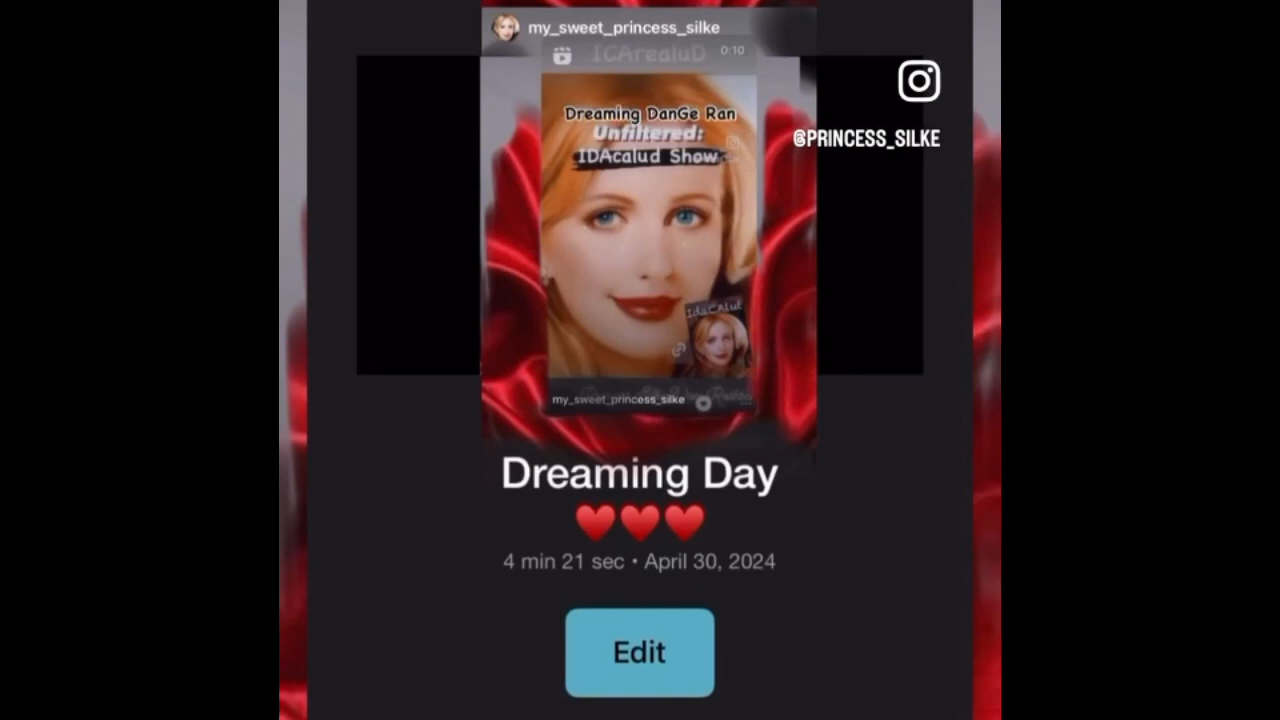 my_sweet_princess_silke
ICArealuD
0:10
@PRINCESS_SILKE
Dreaming DanGe Ran
Unfiltered:
IDAcalud Show
IdaCAlut
my_sweet_princess_silke
Dreaming Day
4 min 21 sec • April 30, 2024
Edit